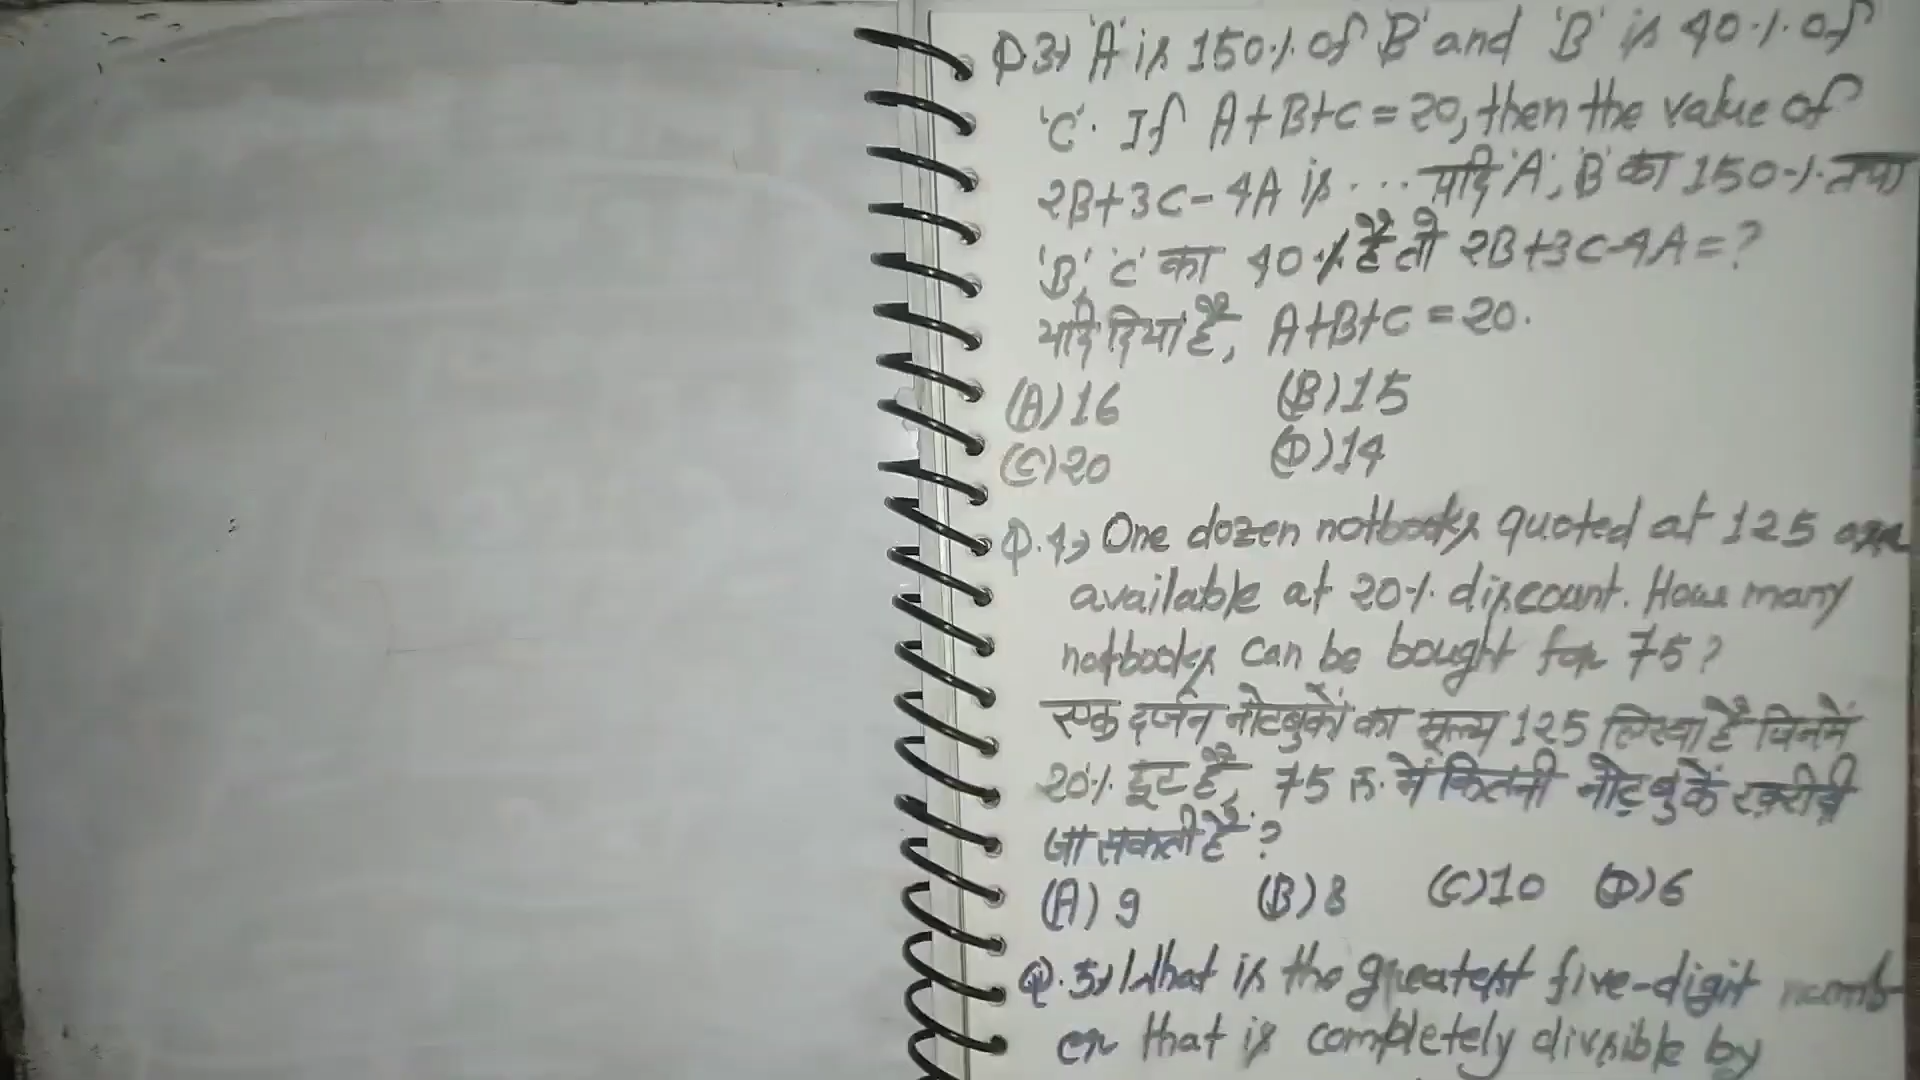 Q.3→ 'A' is 150% of 'B' and 'B' is 40% of
'C'. If A+B+C = 20, then the value of
2B+3C-4A is ... यदि 'A', 'B' का 150% तथा
'B', 'C' का 40% है तो 2B+3C-4A = ?
यदि दिया है, A+B+C = 20.
(A) 16 (B) 15
(C) 20 (D) 14
Q.4→ One dozen notbooks quoted at 125 are
available at 20% discount. How many
notbooks can be bought for 75?
एक दर्जन नोटबुकों का मूल्य 125 लिखा है जिनमें
20% छूट है, 75 रु. में कितनी नोटबुकें खरीदी
जा सकती है?
(A) 9 (B) 8 (C) 10 (D) 6
Q.5→ What is the greatest five-digit numb-
er that is completely divsible by